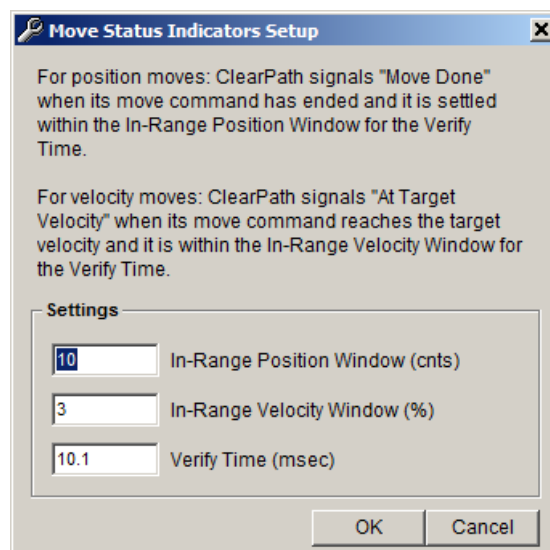 Move Status Indicators Setup
For position moves: ClearPath signals "Move Done"
when its move command has ended and it is settled
within the In-Range Position Window for the Verify
Time.
For velocity moves: ClearPath signals "At Target
Velocity" when its move command reaches the target
velocity and it is within the In-Range Velocity Window for
the Verify Time.
Settings
10 In-Range Position Window (cnts)
3 In-Range Velocity Window (%)
10.1 Verify Time (msec)
OK Cancel